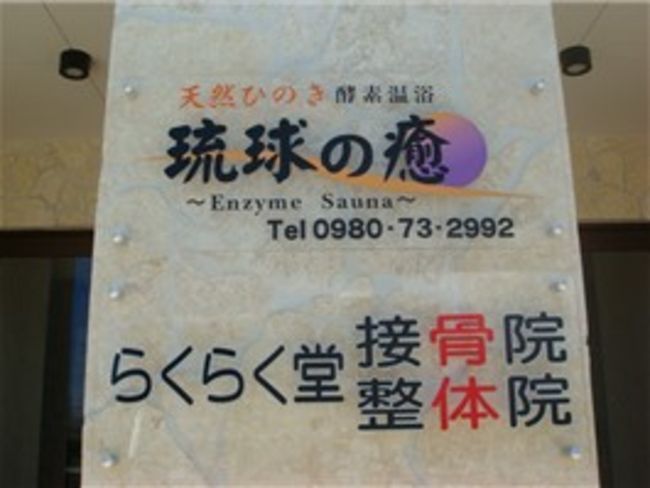 天然ひのき酵素温浴
琉球の癒
～Enzyme Sauna～
Tel 0980・73・2992
らくらく堂 接骨院
整体院